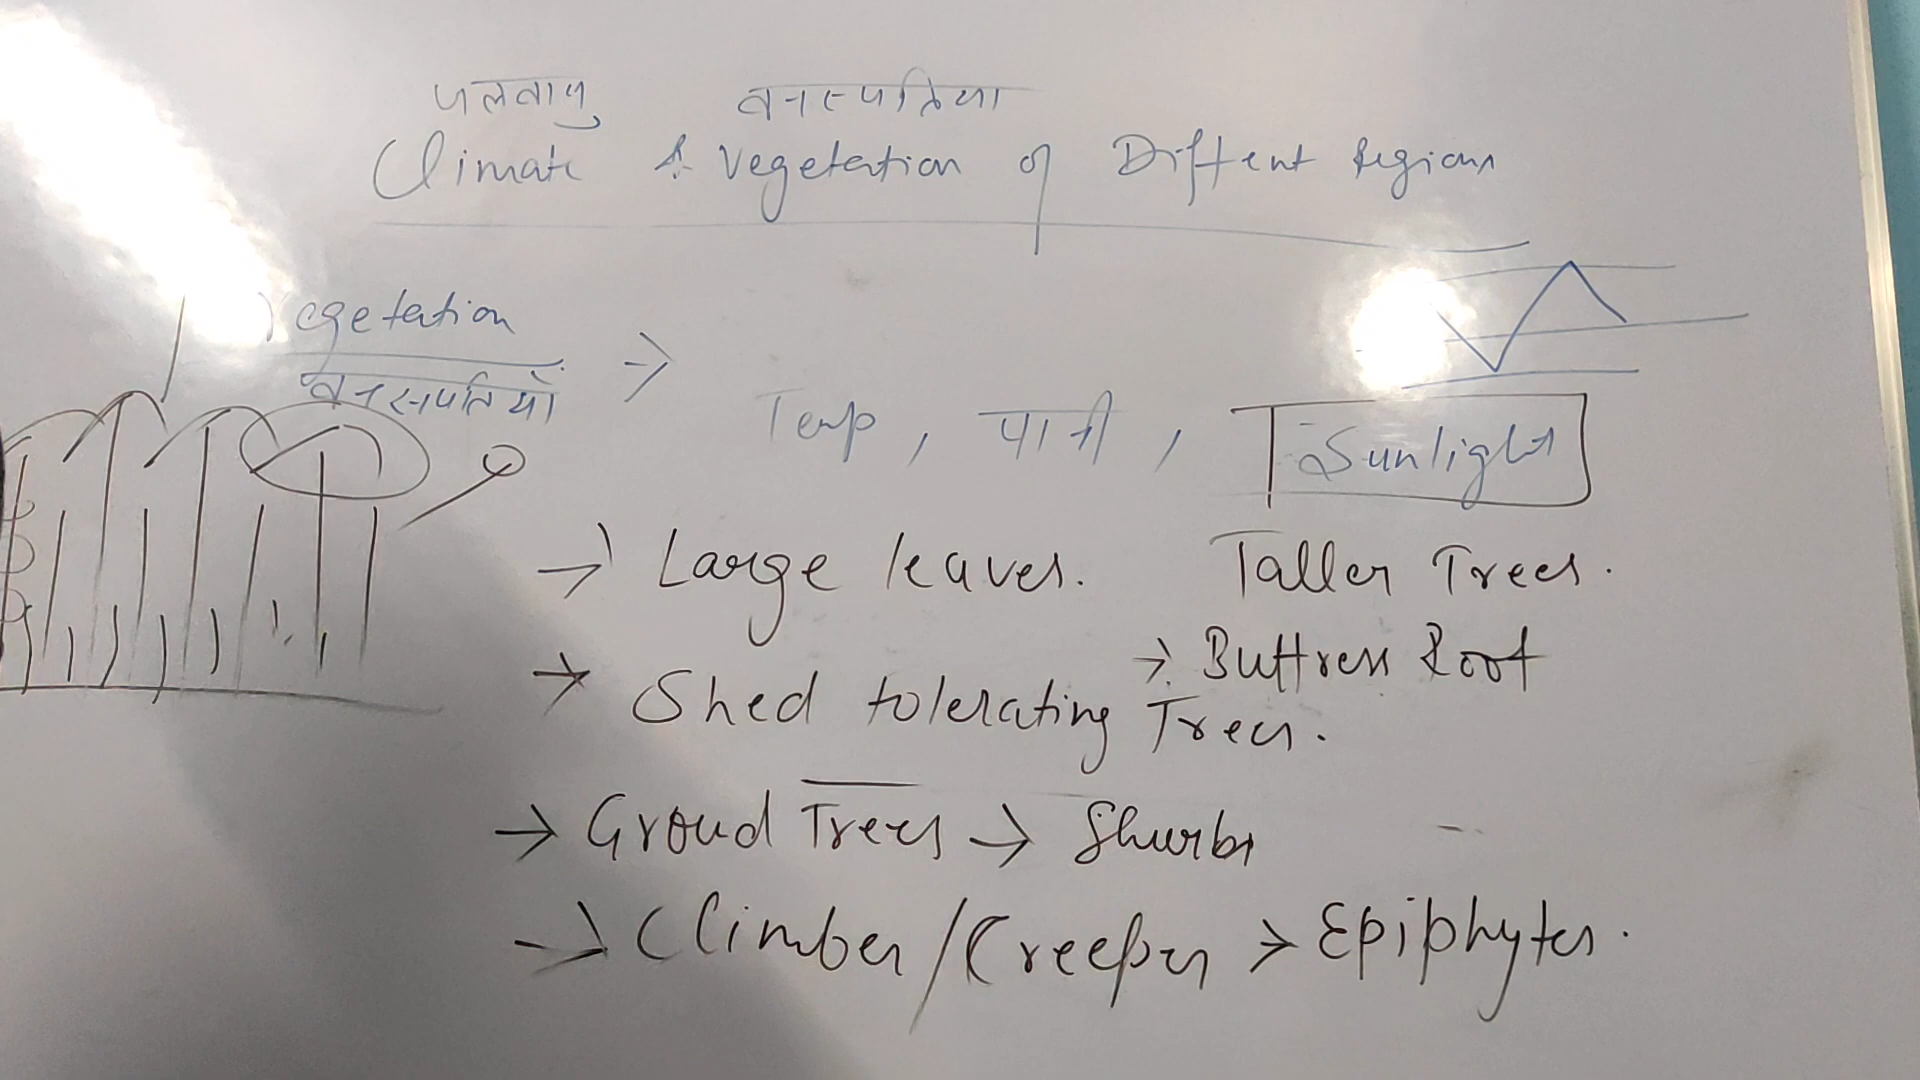 जलवायु वनस्पतिया
Climate & Vegetation of Diffent Regions
Vegetation →
वनस्पतियाँ
Temp, पानी, Sunlight
→ Large leaves. Taller Trees.
→ Buttress Root
→ Shed tolerating Trees.
→ Groud Trees → Shurbs
→ Climber/Creeper → Epiphytes.